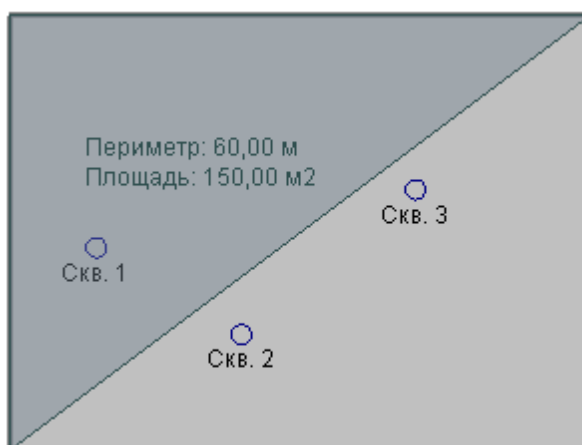 Периметр: 60,00 м
Площадь: 150,00 м2
Скв. 3
Скв. 1
Скв. 2